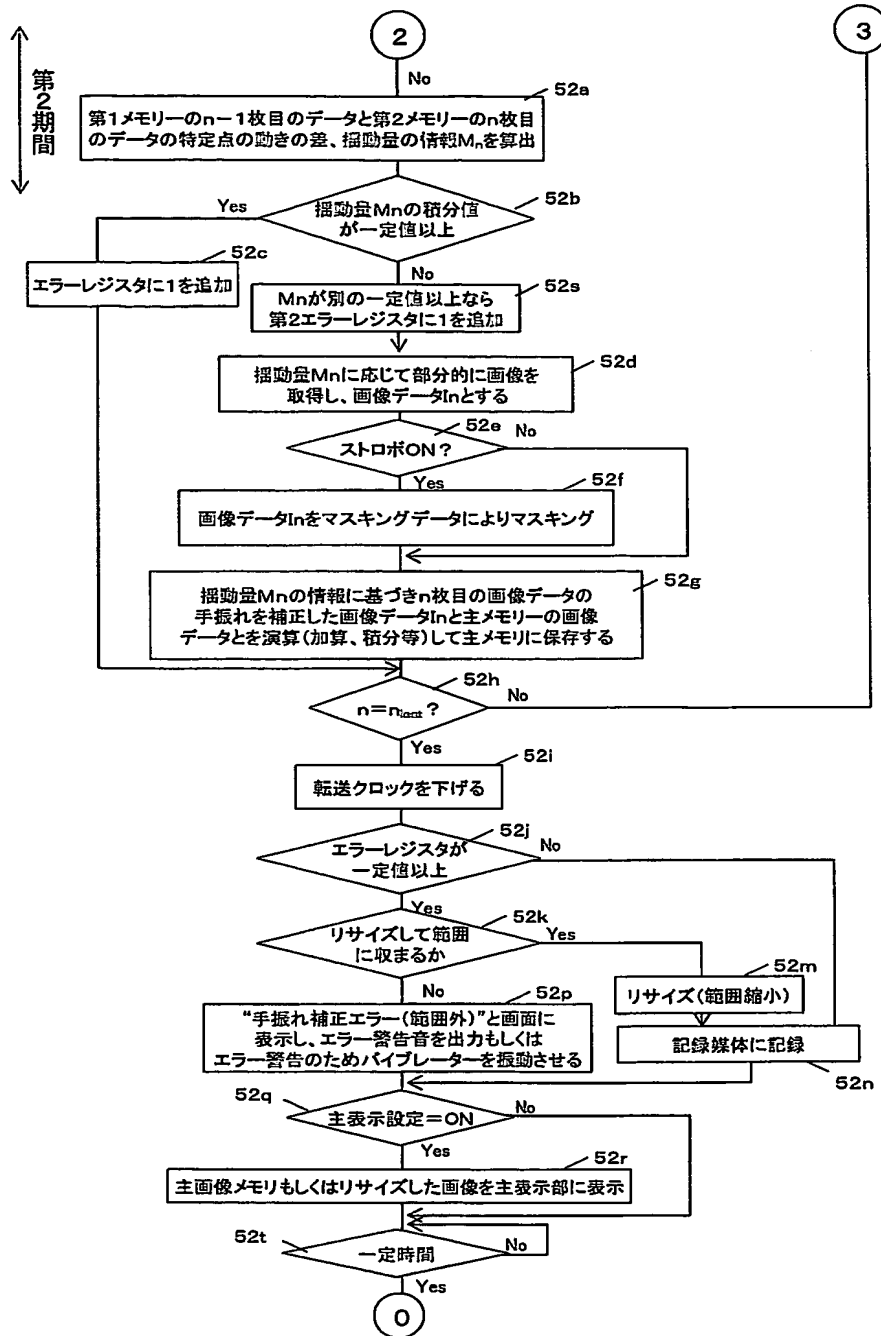 2
3
第2期間
No
52a
第1メモリーのn-1枚目のデータと第2メモリーのn枚目
のデータの特定点の動きの差、揺動量の情報Mnを算出
52b
Yes
揺動量Mnの積分値
が一定値以上
52c
エラーレジスタに1を追加
No
52s
Mnが別の一定値以上なら
第2エラーレジスタに1を追加
52d
揺動量Mnに応じて部分的に画像を
取得し、画像データInとする
52e
ストロボON?
No
Yes
52f
画像データInをマスキングデータによりマスキング
52g
揺動量Mnの情報に基づきn枚目の画像データの
手振れを補正した画像データInと主メモリーの画像
データとを演算(加算、積分等)して主メモリに保存する
52h
n=nlast?
No
Yes
52i
転送クロックを下げる
52j
エラーレジスタが
一定値以上
No
Yes
52k
リサイズして範囲
に収まるか
Yes
52m
リサイズ(範囲縮小)
No
52p
“手振れ補正エラー(範囲外)”と画面に
表示し、エラー警告音を出力もしくは
エラー警告のためバイブレーターを振動させる
記録媒体に記録
52n
52q
主表示設定=ON
No
Yes
52r
主画像メモリもしくはリサイズした画像を主表示部に表示
52t
一定時間
No
Yes
0